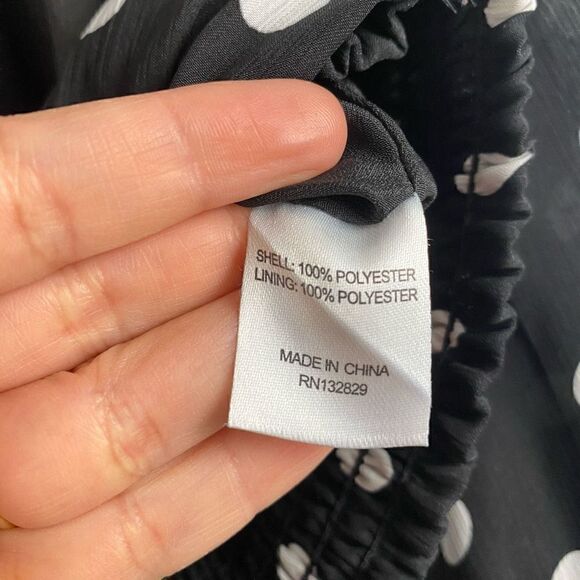 SHELL: 100% POLYESTER
LINING: 100% POLYESTER
MADE IN CHINA
RN132829